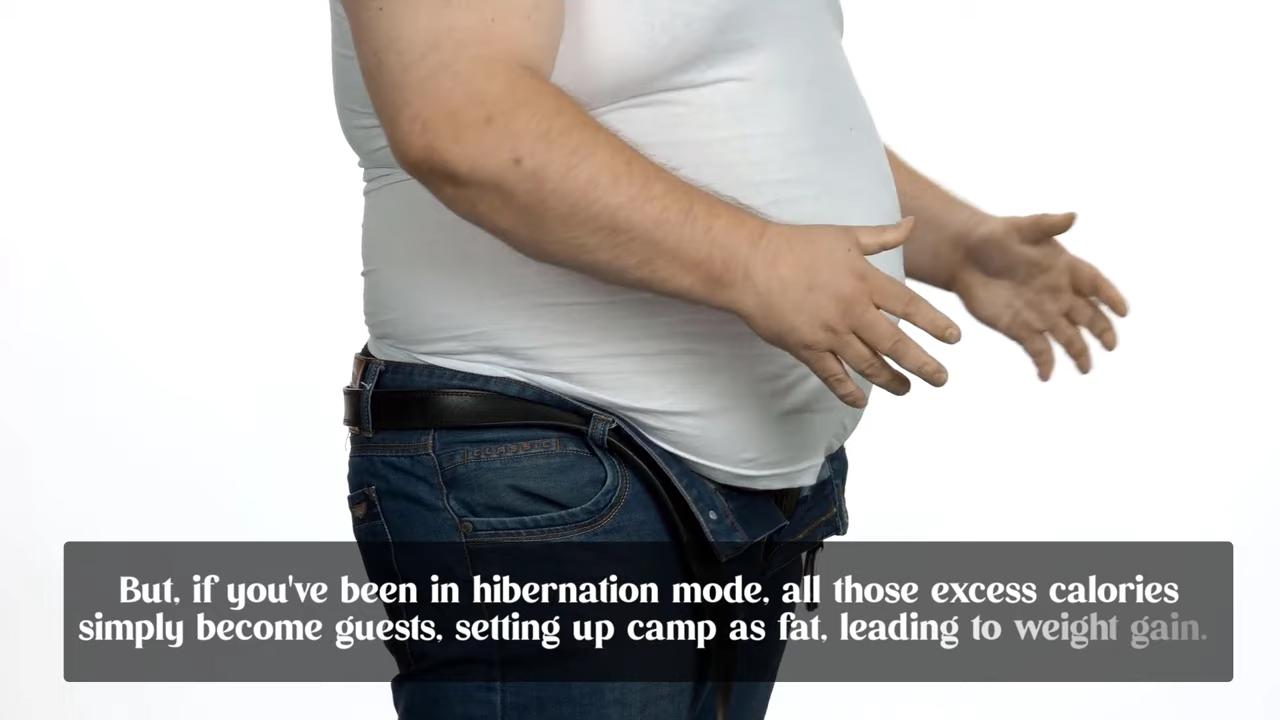 CLASSIC
But, if you've been in hibernation mode, all those excess calories
simply become guests, setting up camp as fat, leading to weight gain.